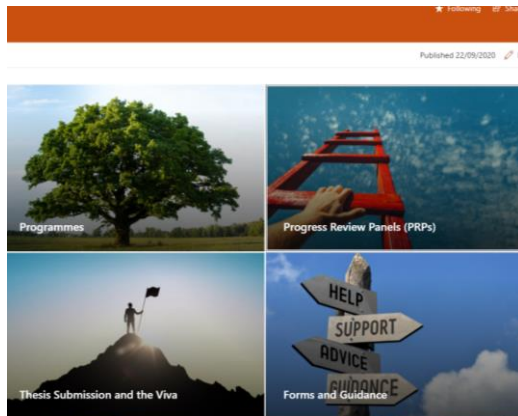 Following
Published 22/09/2020
Programmes
Progress Review Panels (PRPs)
HELP
SUPPORT
ADVICE
GUIDANCE
Thesis Submission and the Viva
Forms and Guidance